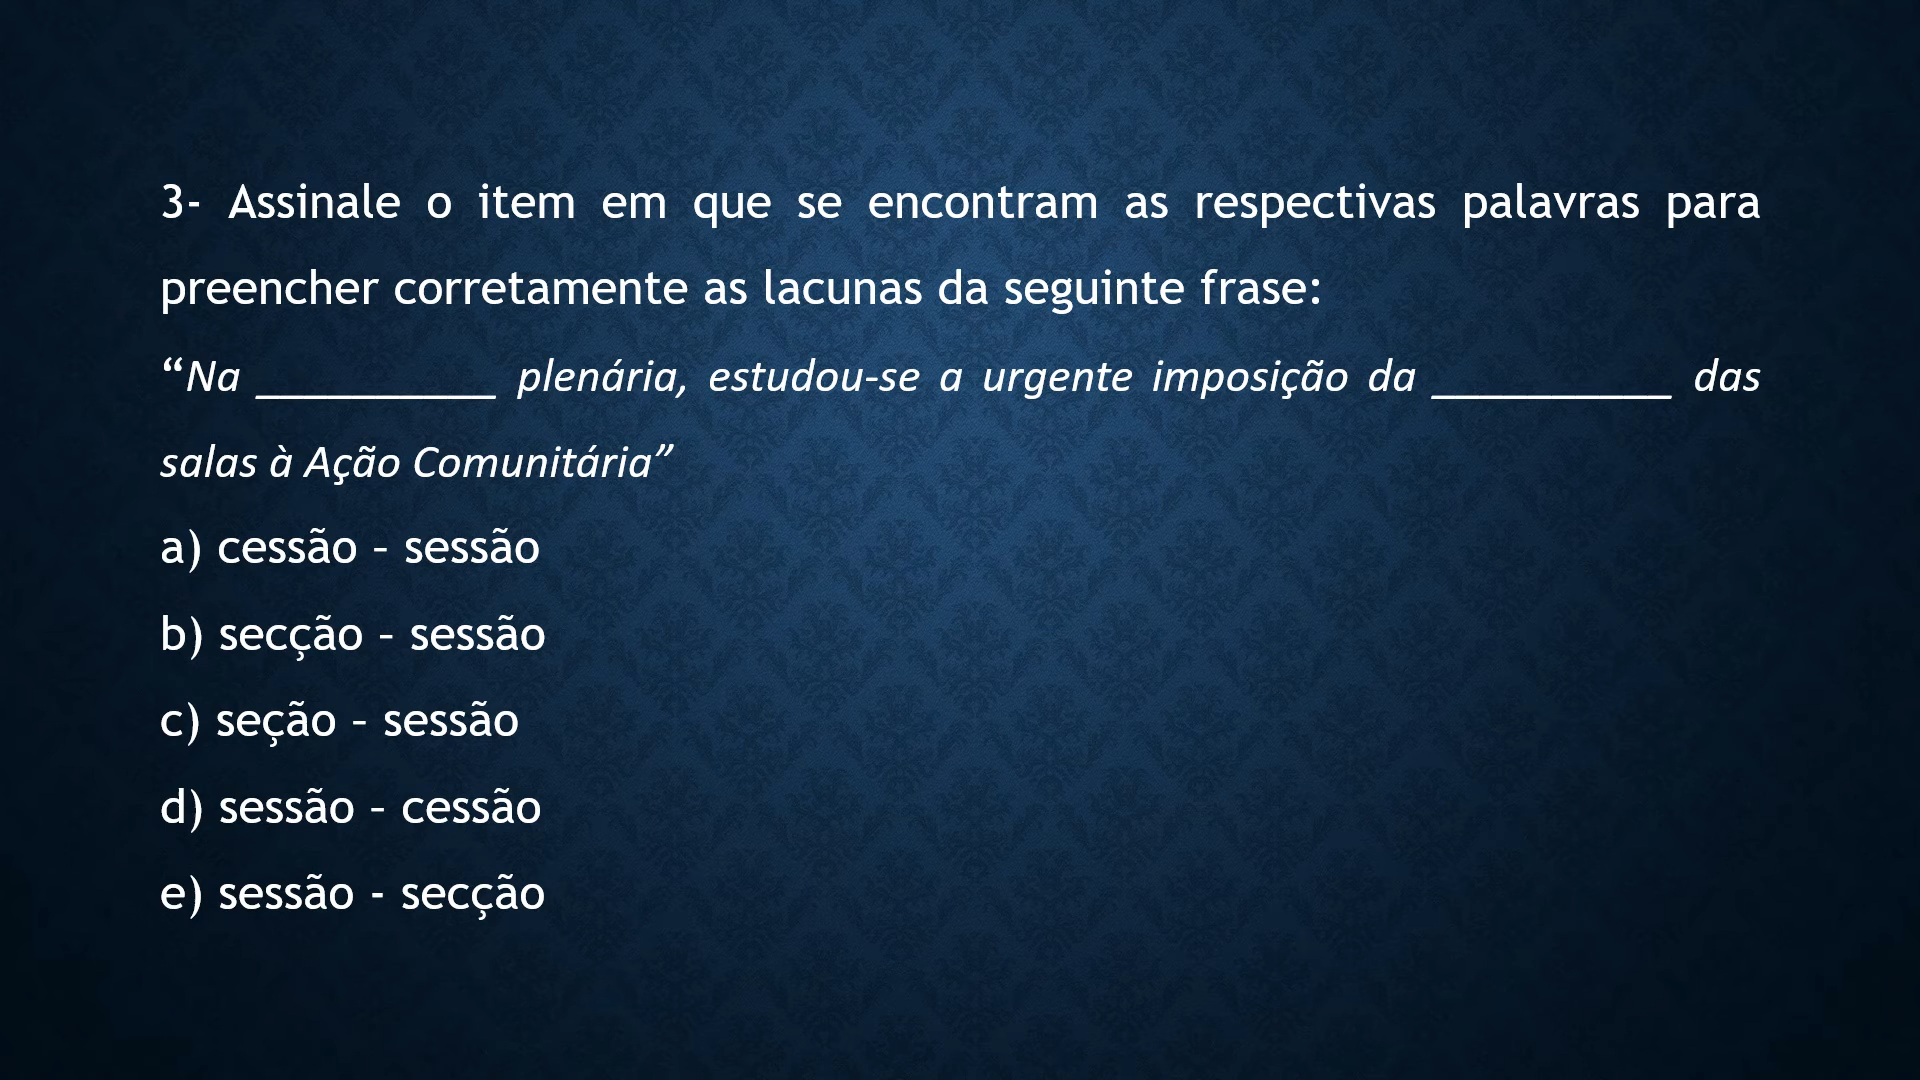 3- Assinale o item em que se encontram as respectivas palavras para
preencher corretamente as lacunas da seguinte frase:
“Na __________ plenária, estudou-se a urgente imposição da __________ das
salas à Ação Comunitária”
a) cessão – sessão
b) secção – sessão
c) seção – sessão
d) sessão – cessão
e) sessão - secção